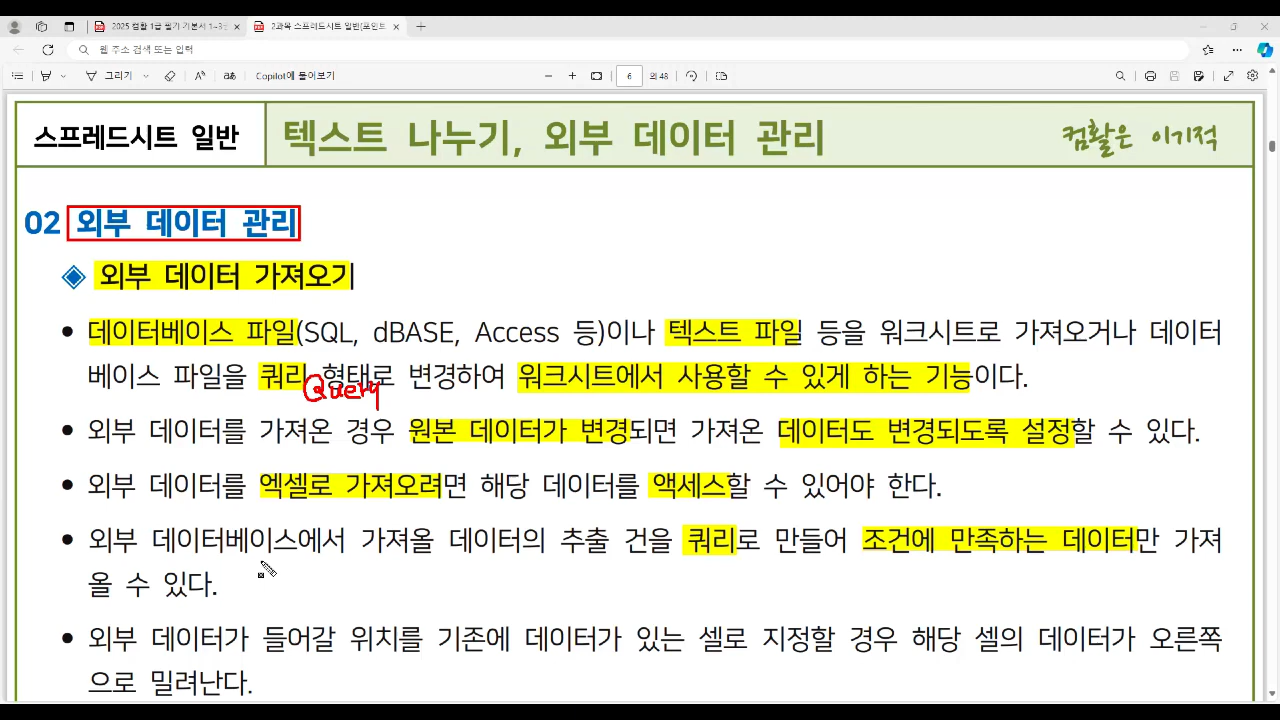 2025 컴활 1급 필기 기본서 1-3
2과목 스프레드시트 일반(포인트
웹 주소 검색 또는 입력
그리기
Copilot에 물어보기
6
의 48
스프레드시트 일반
텍스트 나누기, 외부 데이터 관리
컴활은 이기적
02 외부 데이터 관리
외부 데이터 가져오기
• 데이터베이스 파일(SQL, dBASE, Access 등)이나 텍스트 파일 등을 워크시트로 가져오거나 데이터
베이스 파일을 쿼리 형태로 변경하여 워크시트에서 사용할 수 있게 하는 기능이다.
Query
• 외부 데이터를 가져온 경우 원본 데이터가 변경되면 가져온 데이터도 변경되도록 설정할 수 있다.
• 외부 데이터를 엑셀로 가져오려면 해당 데이터를 액세스할 수 있어야 한다.
• 외부 데이터베이스에서 가져올 데이터의 추출 건을 쿼리로 만들어 조건에 만족하는 데이터만 가져
올 수 있다.
• 외부 데이터가 들어갈 위치를 기존에 데이터가 있는 셀로 지정할 경우 해당 셀의 데이터가 오른쪽
으로 밀려난다.